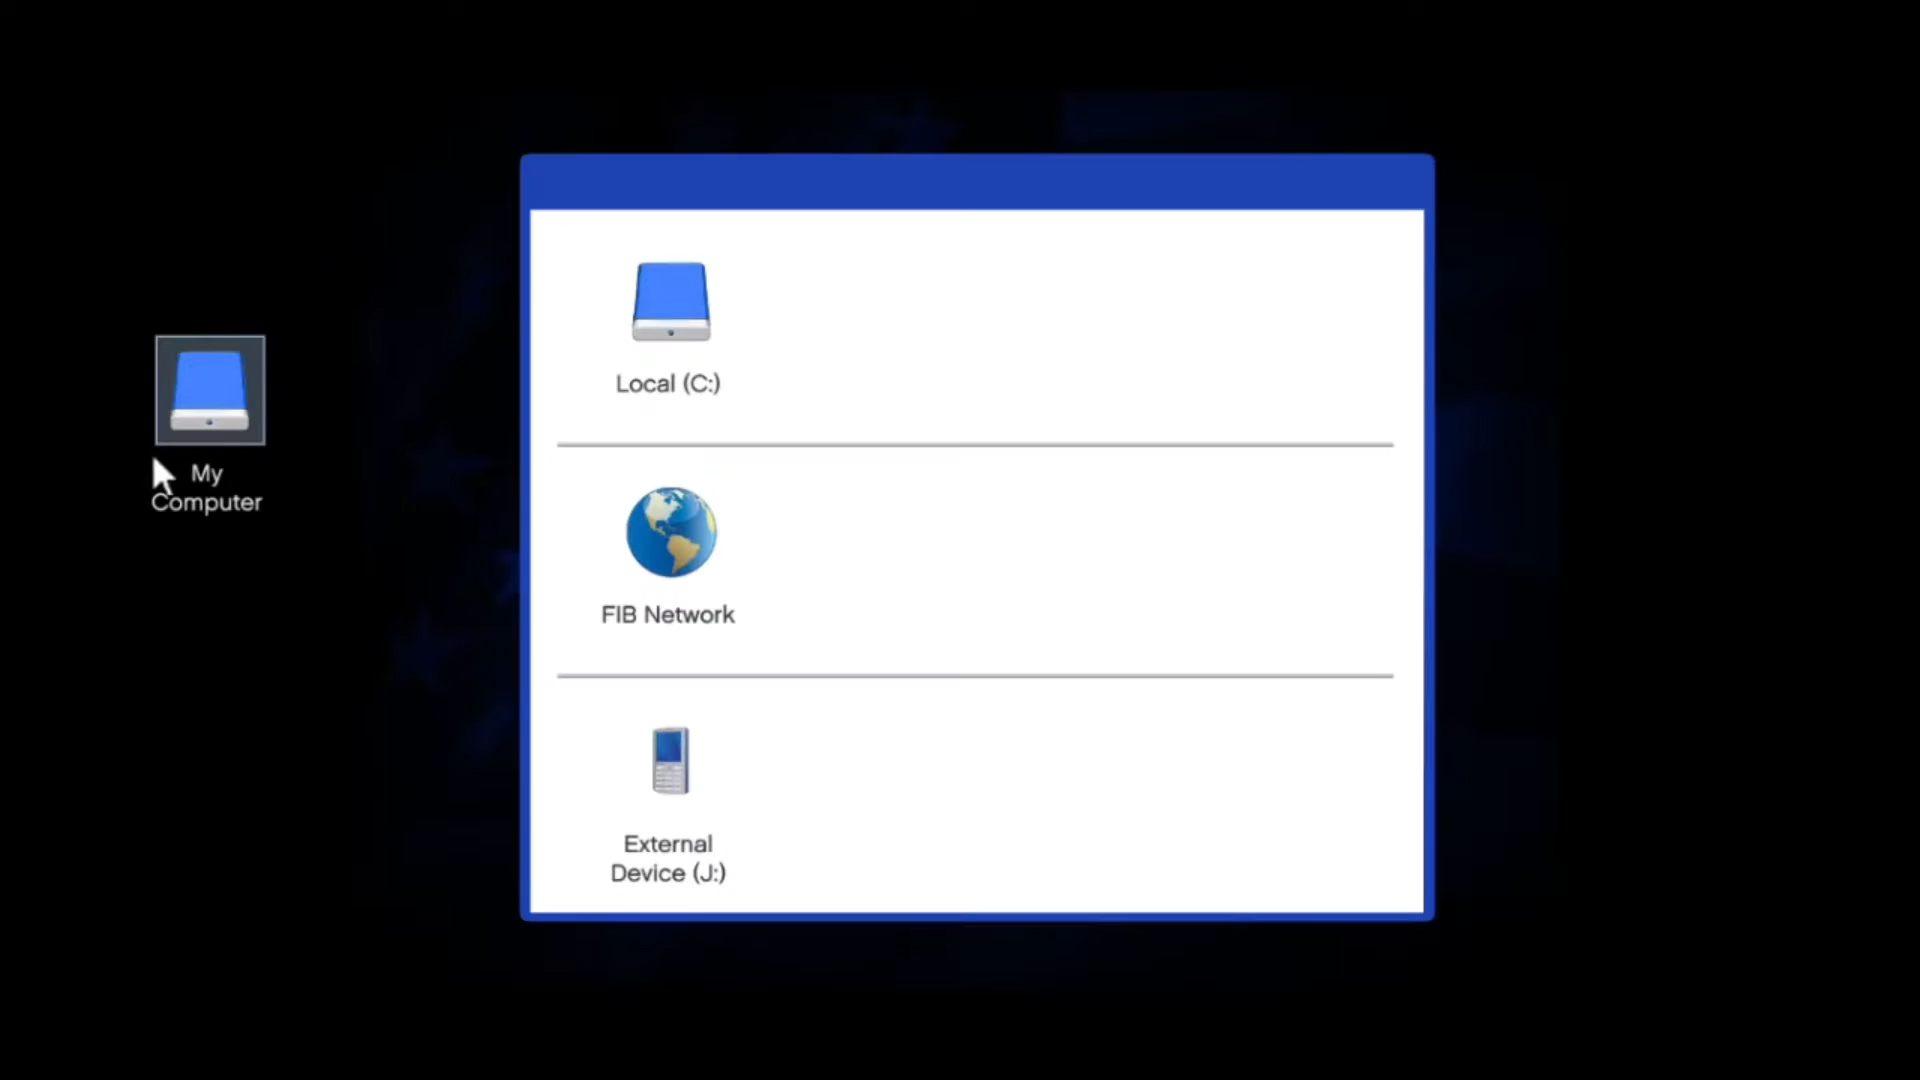 My
Computer
Local (C:)
FIB Network
External
Device (J:)